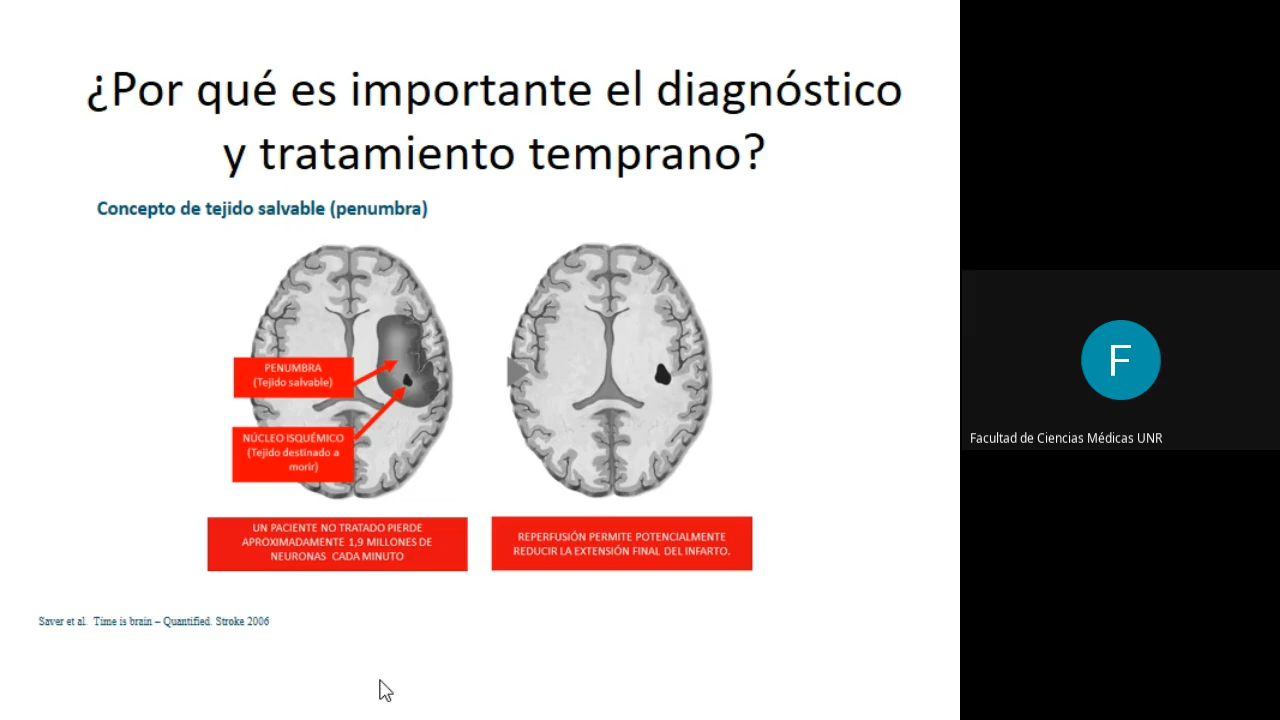 ¿Por qué es importante el diagnóstico
y tratamiento temprano?
Concepto de tejido salvable (penumbra)
PENUMBRA
(Tejido salvable)
NÚCLEO ISQUÉMICO
(Tejido destinado a
morir)
UN PACIENTE NO TRATADO PIERDE
APROXIMADAMENTE 1,9 MILLONES DE
NEURONAS CADA MINUTO
REPERFUSIÓN PERMITE POTENCIALMENTE
REDUCIR LA EXTENSIÓN FINAL DEL INFARTO.
Saver et al. Time is brain – Quantified. Stroke 2006
F
Facultad de Ciencias Médicas UNR